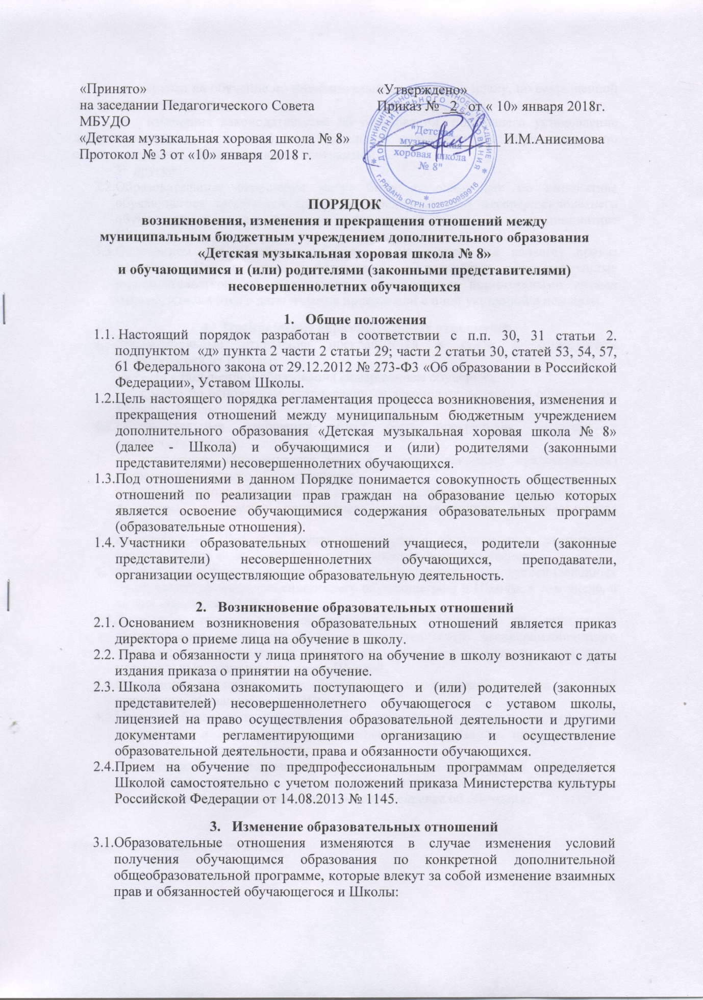 «Принято»
на заседании Педагогического Совета
МБУДО
«Детская музыкальная хоровая школа № 8»
Протокол № 3 от «10» января 2018 г.
«Утверждено»
Приказ № _2_ от « 10» января 2018г.
И.М.Анисимова
МУНИЦИПАЛЬНОЕ БЮДЖЕТНОЕ УЧРЕЖДЕНИЕ
ДОПОЛНИТЕЛЬНОГО ОБРАЗОВАНИЯ
"Детская
музыкальная
хоровая школа
№ 8"
г.РЯЗАНЬ ОГРН 1026200959916
ПОРЯДОК
возникновения, изменения и прекращения отношений между
муниципальным бюджетным учреждением дополнительного образования
«Детская музыкальная хоровая школа № 8»
и обучающимися и (или) родителями (законными представителями)
несовершеннолетних обучающихся
1. Общие положения
1.1. Настоящий порядок разработан в соответствии с п.п. 30, 31 статьи 2.
подпунктом «д» пункта 2 части 2 статьи 29; части 2 статьи 30, статей 53, 54, 57,
61 Федерального закона от 29.12.2012 № 273-ФЗ «Об образовании в Российской
Федерации», Уставом Школы.
1.2.Цель настоящего порядка регламентация процесса возникновения, изменения и
прекращения отношений между муниципальным бюджетным учреждением
дополнительного образования «Детская музыкальная хоровая школа № 8»
(далее - Школа) и обучающимися и (или) родителями (законными
представителями) несовершеннолетних обучающихся.
1.3.Под отношениями в данном Порядке понимается совокупность общественных
отношений по реализации прав граждан на образование целью которых
является освоение обучающимися содержания образовательных программ
(образовательные отношения).
1.4. Участники образовательных отношений учащиеся, родители (законные
представители) несовершеннолетних обучающихся, преподаватели,
организации осуществляющие образовательную деятельность.
2. Возникновение образовательных отношений
2.1. Основанием возникновения образовательных отношений является приказ
директора о приеме лица на обучение в школу.
2.2. Права и обязанности у лица принятого на обучение в школу возникают с даты
издания приказа о принятии на обучение.
2.3. Школа обязана ознакомить поступающего и (или) родителей (законных
представителей) несовершеннолетнего обучающегося с уставом школы,
лицензией на право осуществления образовательной деятельности и другими
документами регламентирующими организацию и осуществление
образовательной деятельности, права и обязанности обучающихся.
2.4.Прием на обучение по предпрофессиональным программам определяется
Школой самостоятельно с учетом положений приказа Министерства культуры
Российской Федерации от 14.08.2013 № 1145.
3. Изменение образовательных отношений
3.1.Образовательные отношения изменяются в случае изменения условий
получения обучающимся образования по конкретной дополнительной
общеобразовательной программе, которые влекут за собой изменение взаимных
прав и обязанностей обучающегося и Школы: